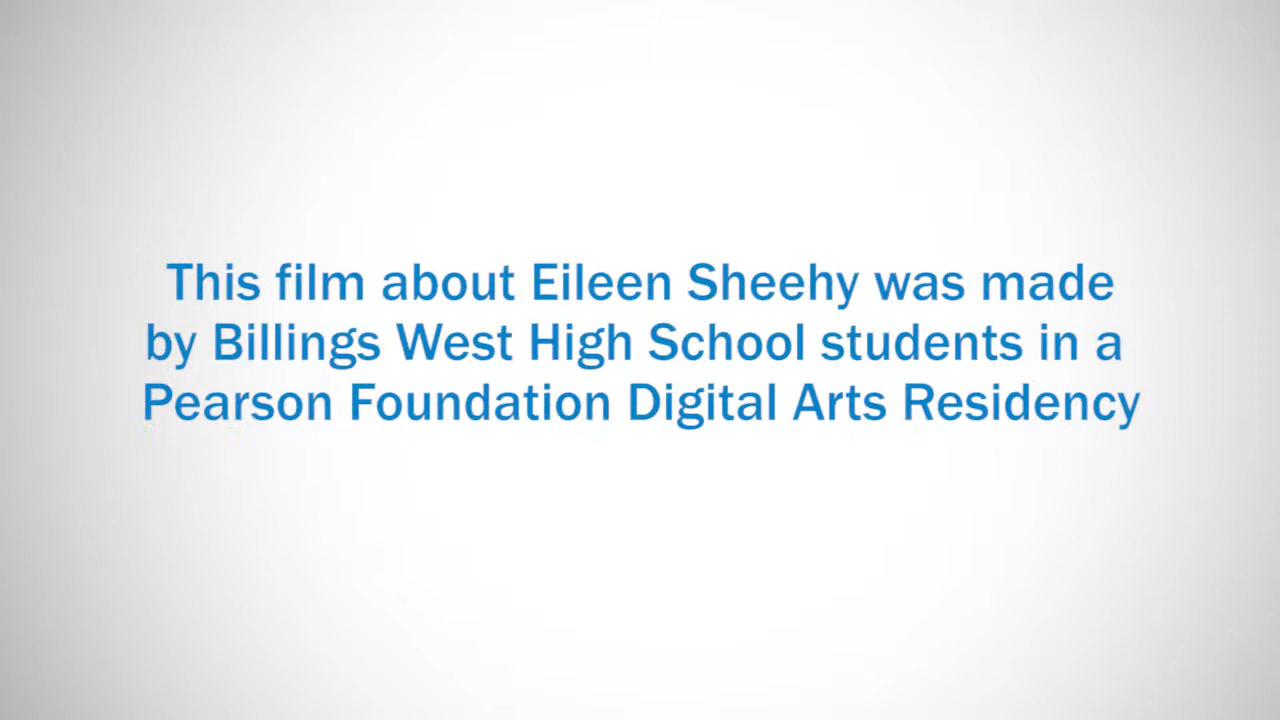 This film about Eileen Sheehy was made
by Billings West High School students in a
Pearson Foundation Digital Arts Residency